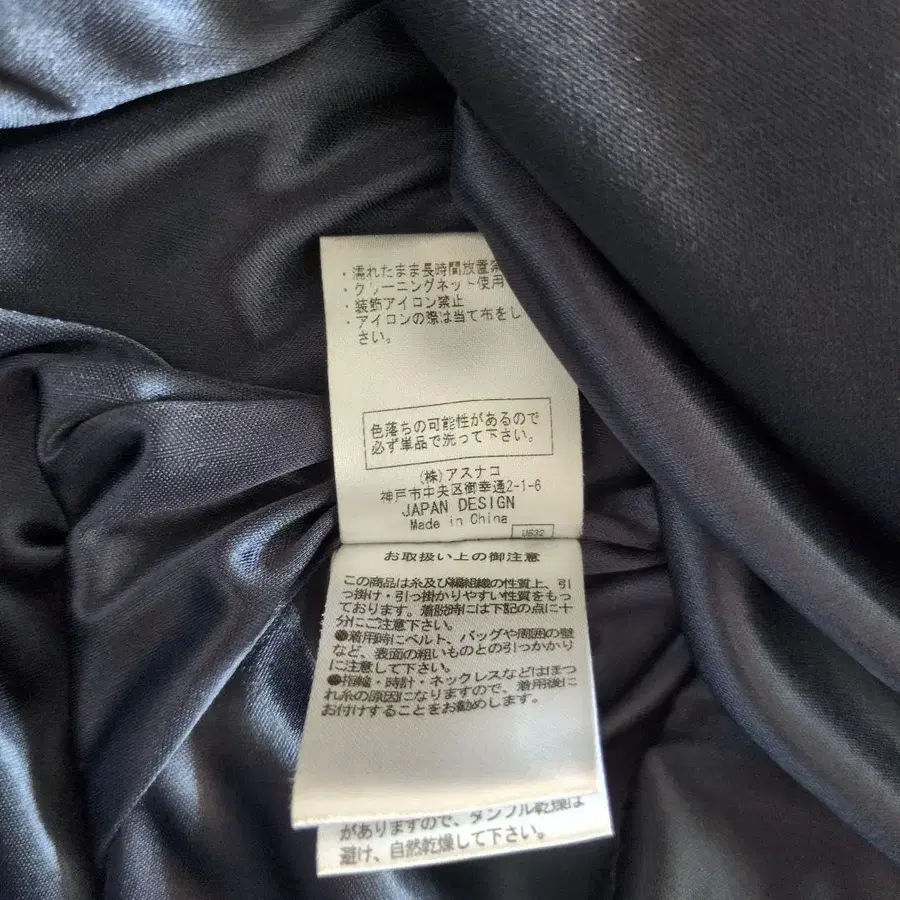 ・濡れたまま長時間放置禁
・クリーニングネット使用
・装飾アイロン禁止
・アイロンの際は当て布をし
さい。
色落ちの可能性があるので
必ず単品で洗って下さい。
(株)アスナロ
神戸市中央区御幸通2-1-6
JAPAN DESIGN
Made in China
U632
お取扱い上の御注意
この商品は糸及び編組織の性質上、引
っ掛け・引っ掛かりやすい性質をもっ
ております。着脱時には下記の点に十
分にご注意下さい。
●着用時にベルト、バッグや周囲の壁
など、表面の粗いものとの引っかかり
に注意して下さい。
●指輪・時計・ネックレスなどはほつ
れ糸の原因になりますので、着用後に
お付けすることをお勧めします。
がありますので、タンブル乾燥は
避け、自然乾燥して下さい。